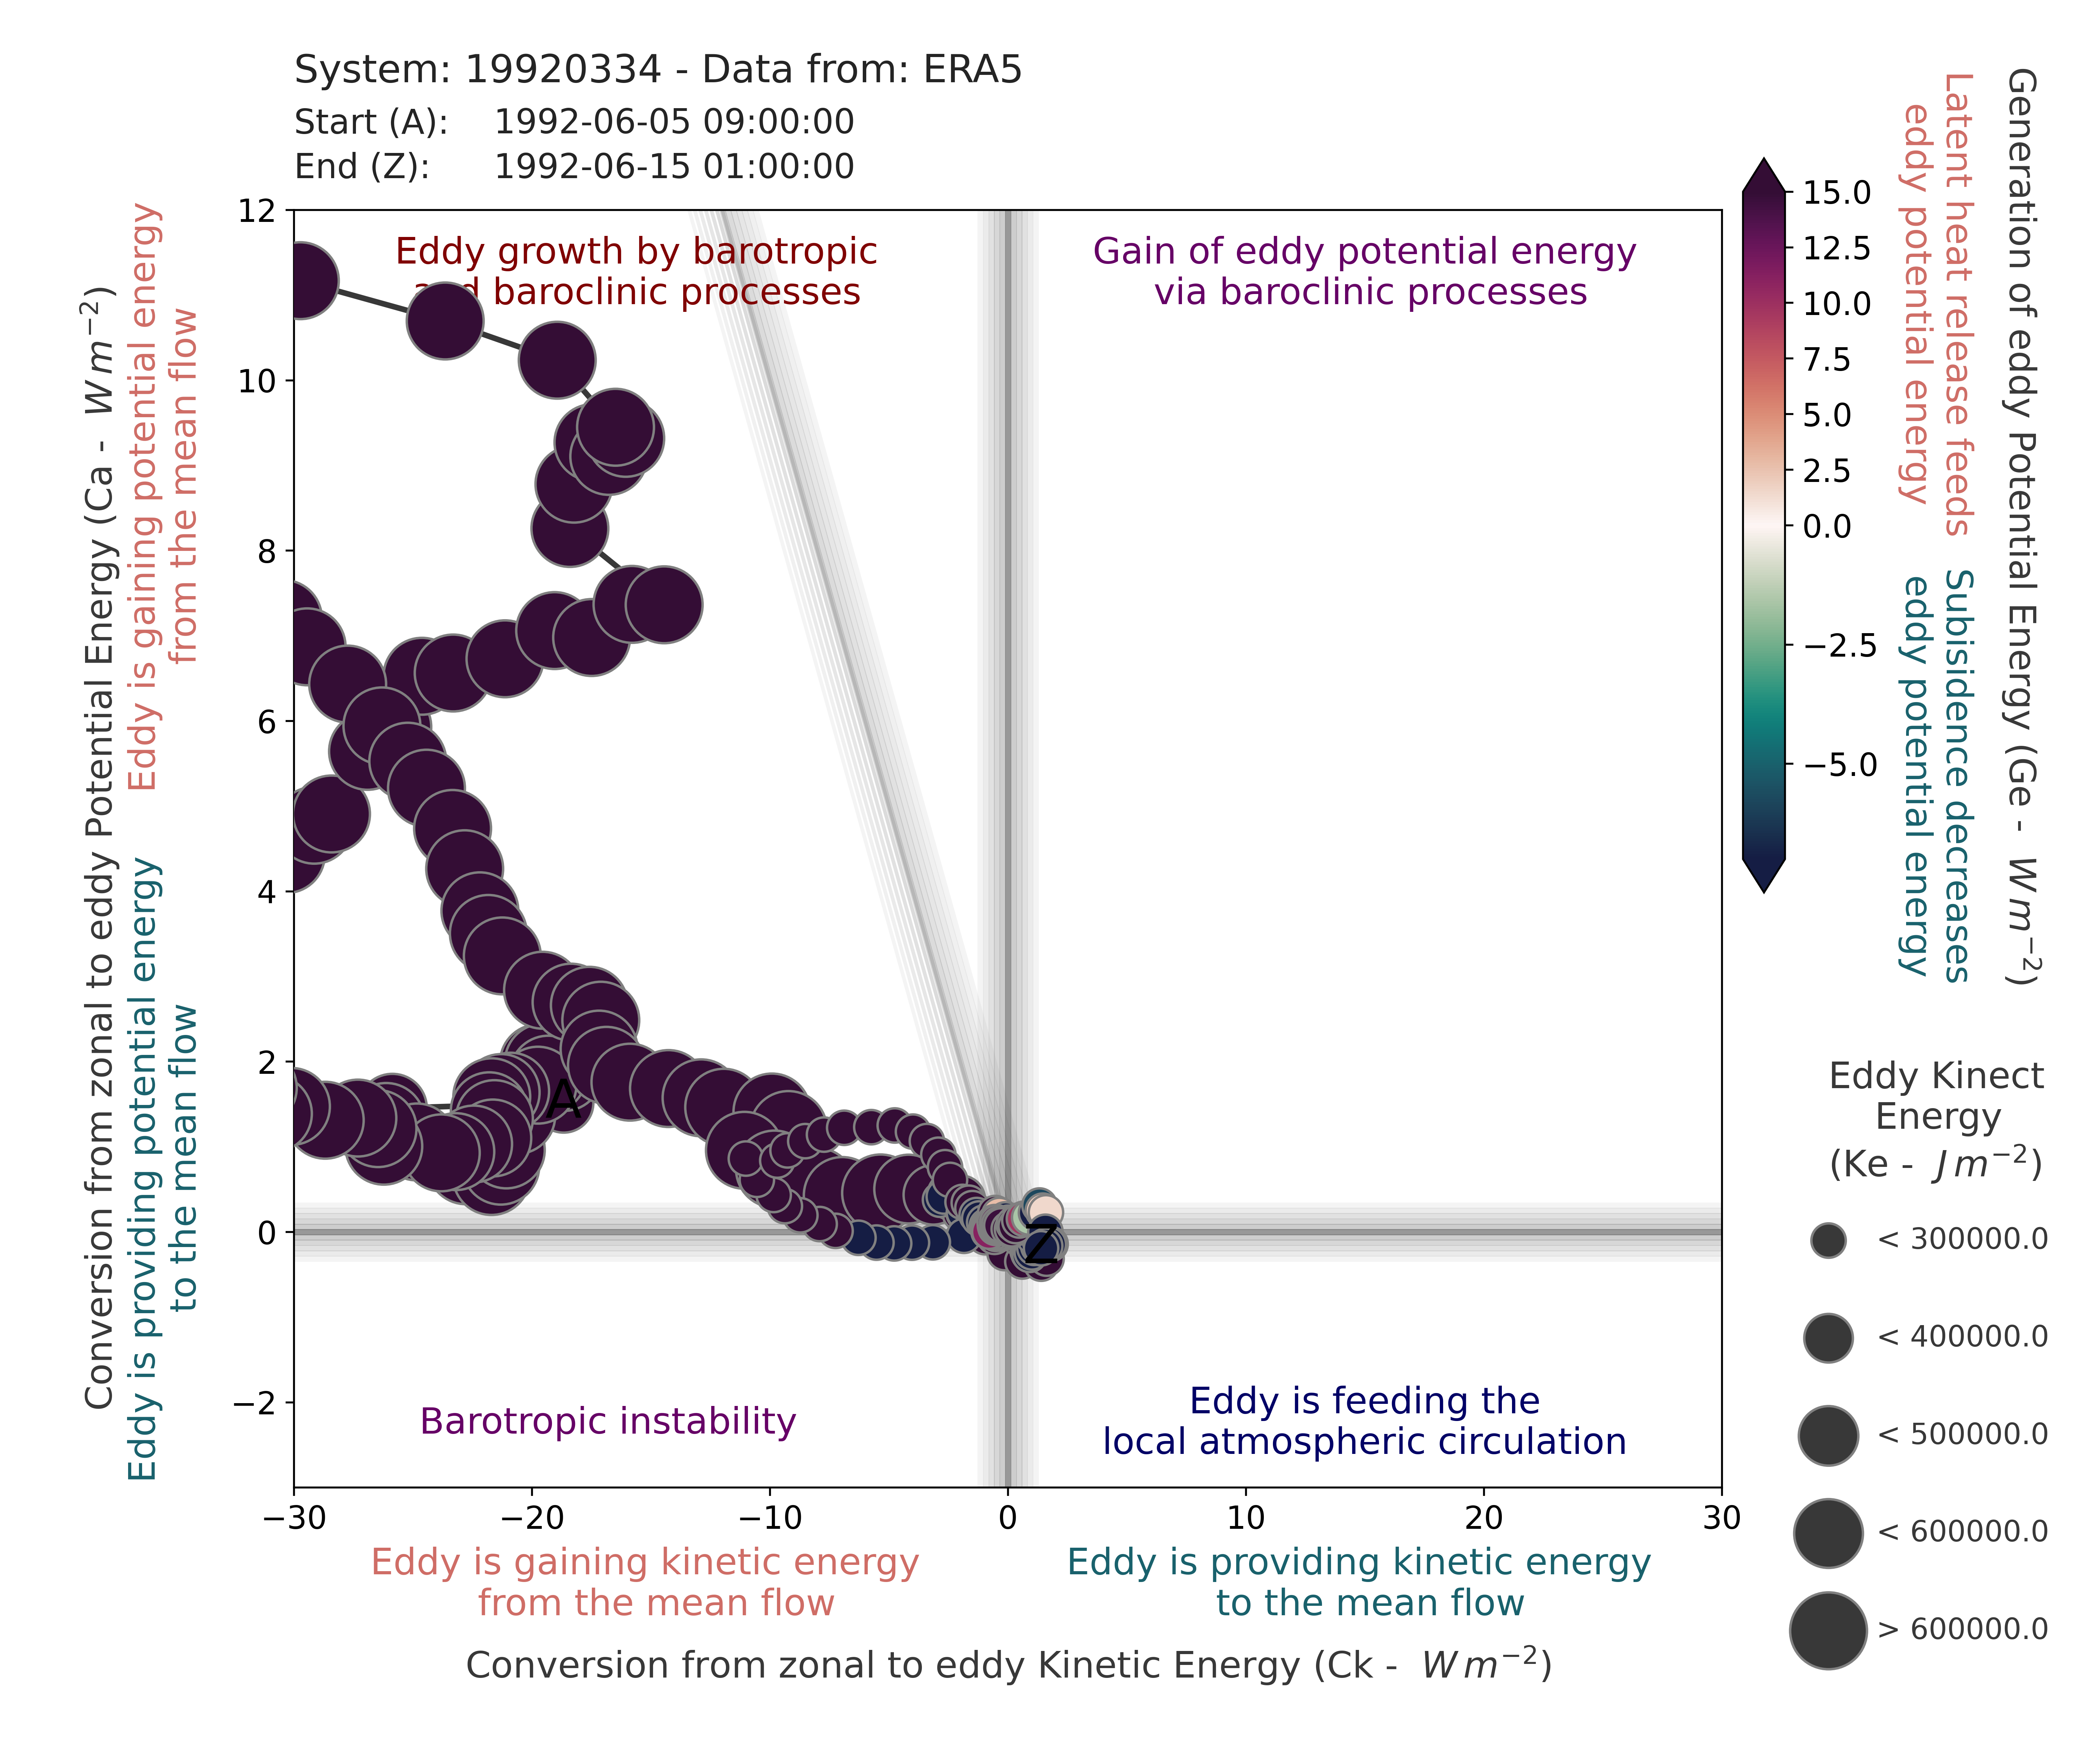 System: 19920334 - Data from: ERA5
Start (A): 1992-06-05 09:00:00
End (Z): 1992-06-15 01:00:00
Eddy growth by barotropic
and baroclinic processes
Gain of eddy potential energy
via baroclinic processes
Barotropic instability
Eddy is feeding the
local atmospheric circulation
A
Z
12
10
8
6
4
2
0
−2
−30
−20
−10
0
10
20
30
Eddy is gaining kinetic energy
from the mean flow
Eddy is providing kinetic energy
to the mean flow
Conversion from zonal to eddy Kinetic Energy (Ck - W m⁻²)
Conversion from zonal to eddy Potential Energy (Ca - W m⁻²)
Eddy is gaining potential energy
from the mean flow
Eddy is providing potential energy
to the mean flow
15.0
12.5
10.0
7.5
5.0
2.5
0.0
−2.5
−5.0
Latent heat release feeds
eddy potential energy
Subisidence decreases
eddy potential energy
Generation of eddy Potential Energy (Ge - W m⁻²)
Eddy Kinect
Energy
(Ke - J m⁻²)
< 300000.0
< 400000.0
< 500000.0
< 600000.0
> 600000.0